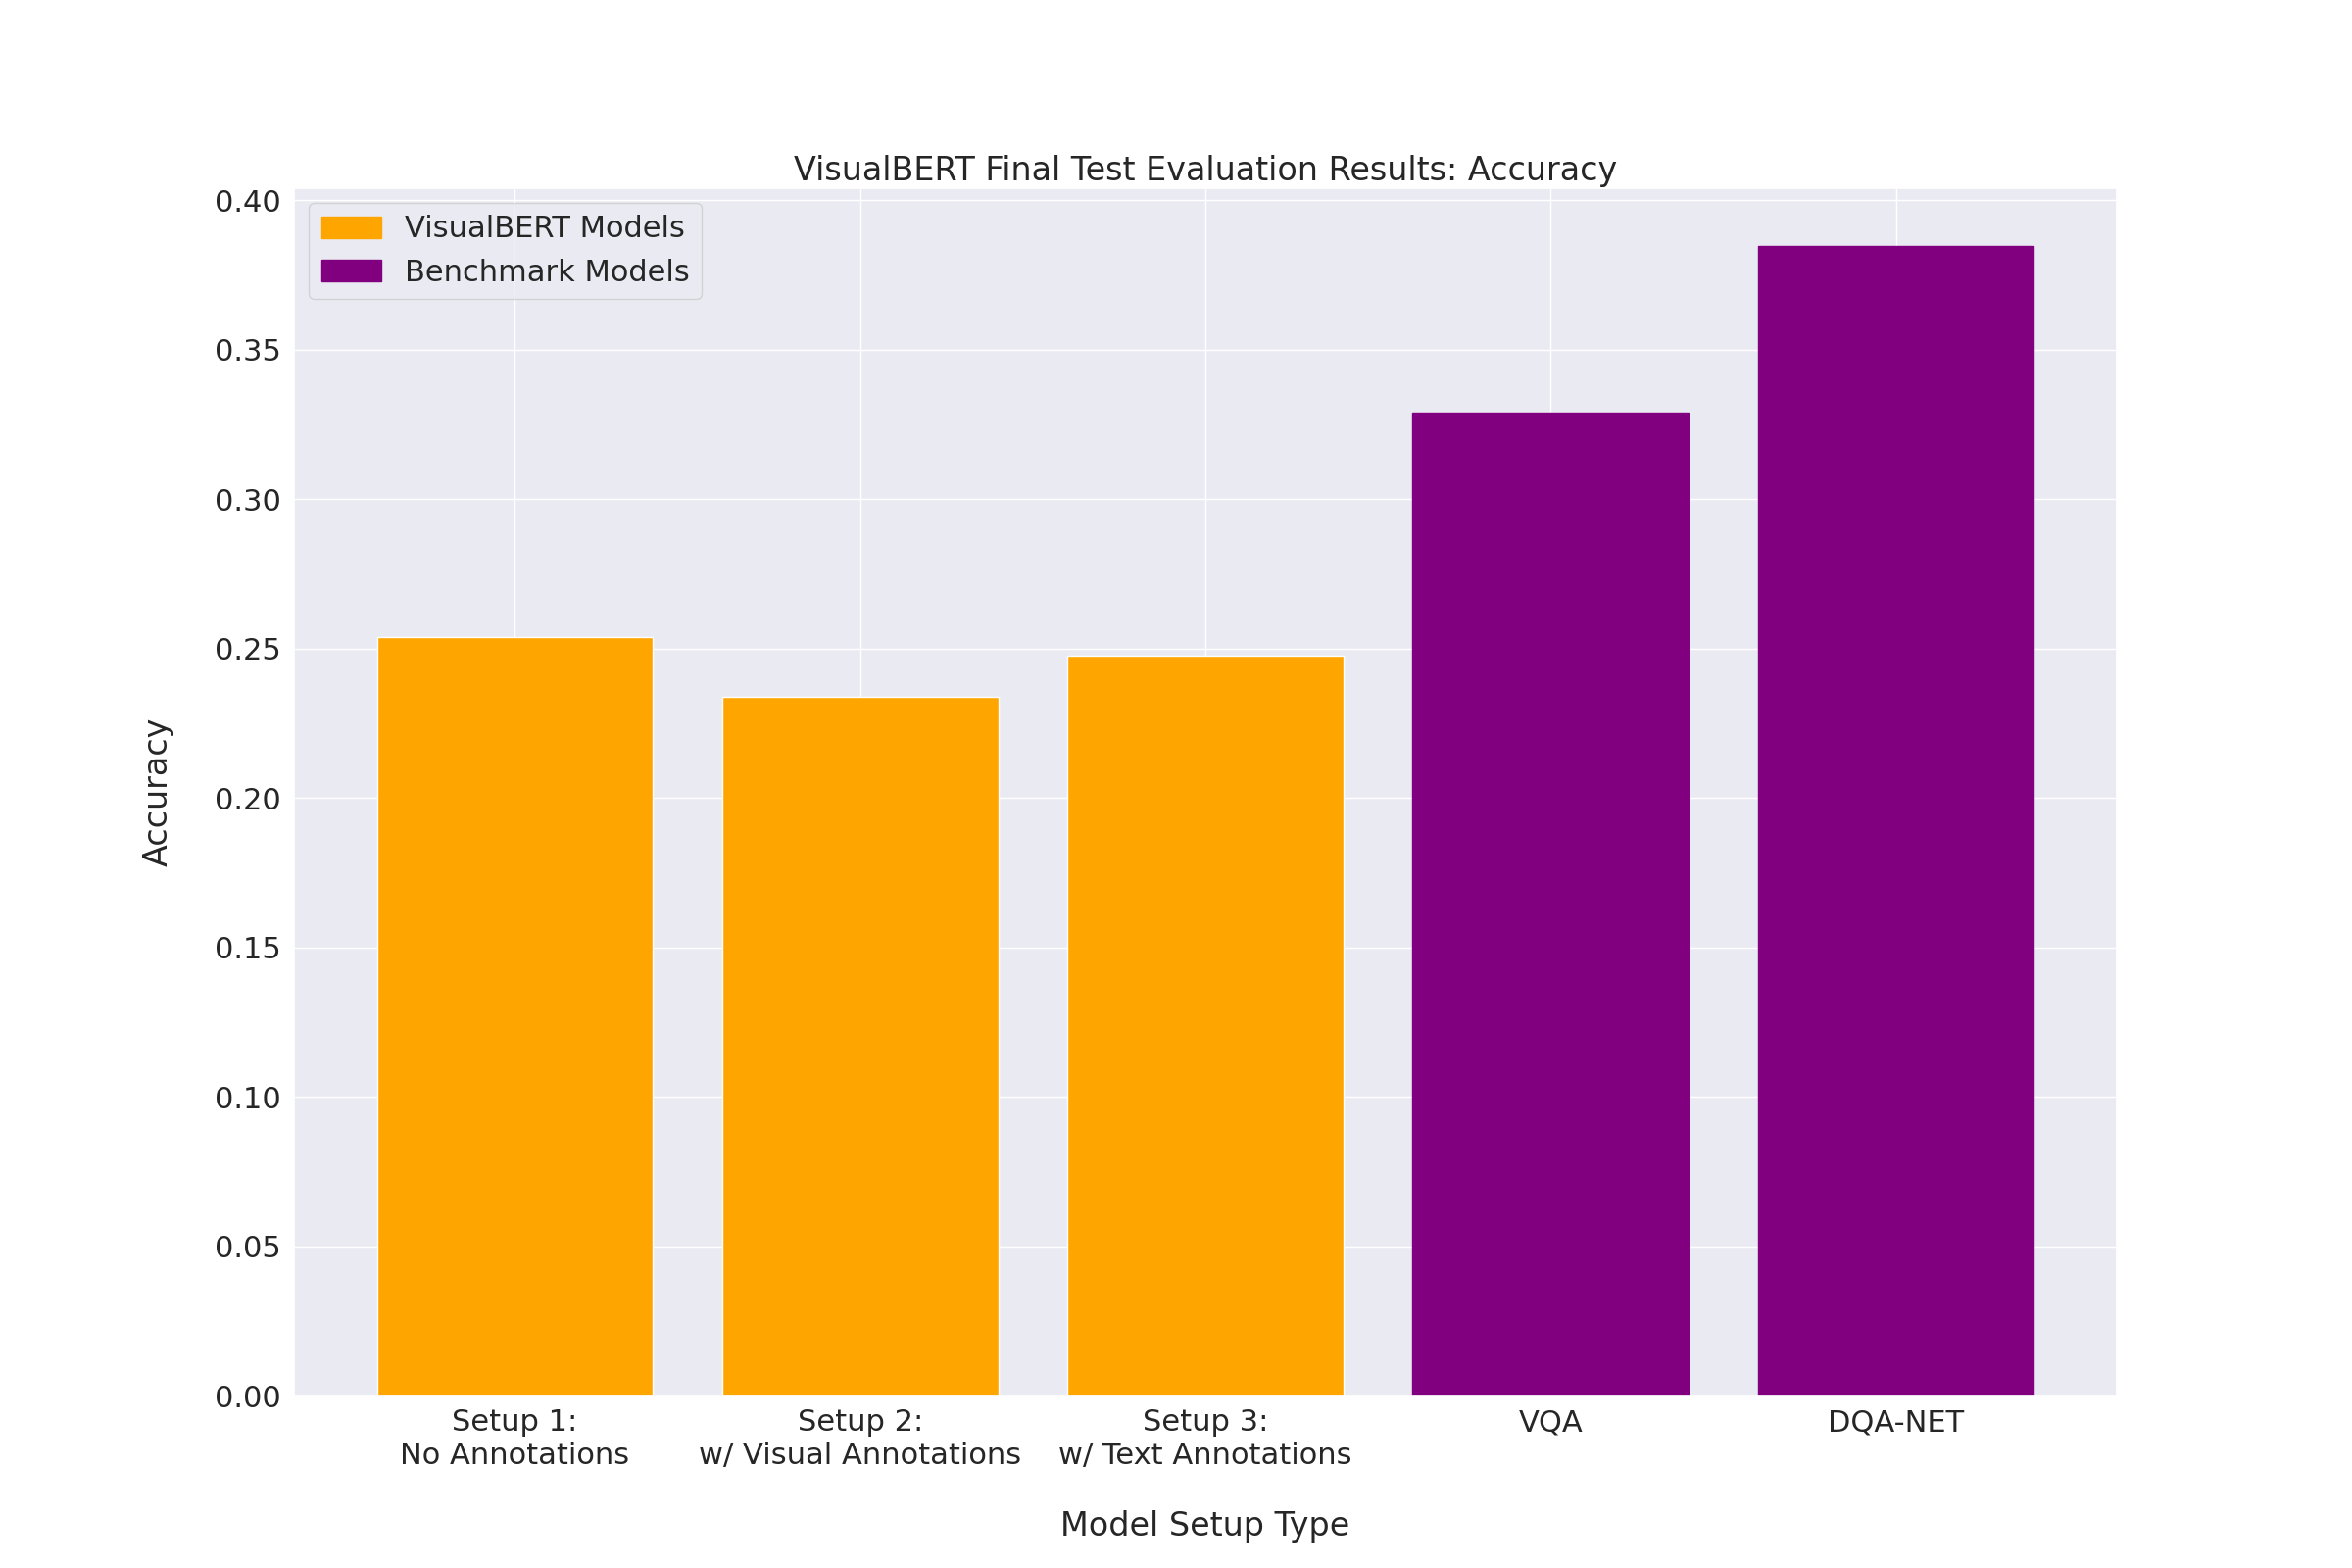 VisualBERT Final Test Evaluation Results: Accuracy
VisualBERT Models
Benchmark Models
0.40
0.35
0.30
0.25
0.20
0.15
0.10
0.05
0.00
Accuracy
Setup 1:
No Annotations
Setup 2:
w/ Visual Annotations
Setup 3:
w/ Text Annotations
VQA
DQA-NET
Model Setup Type